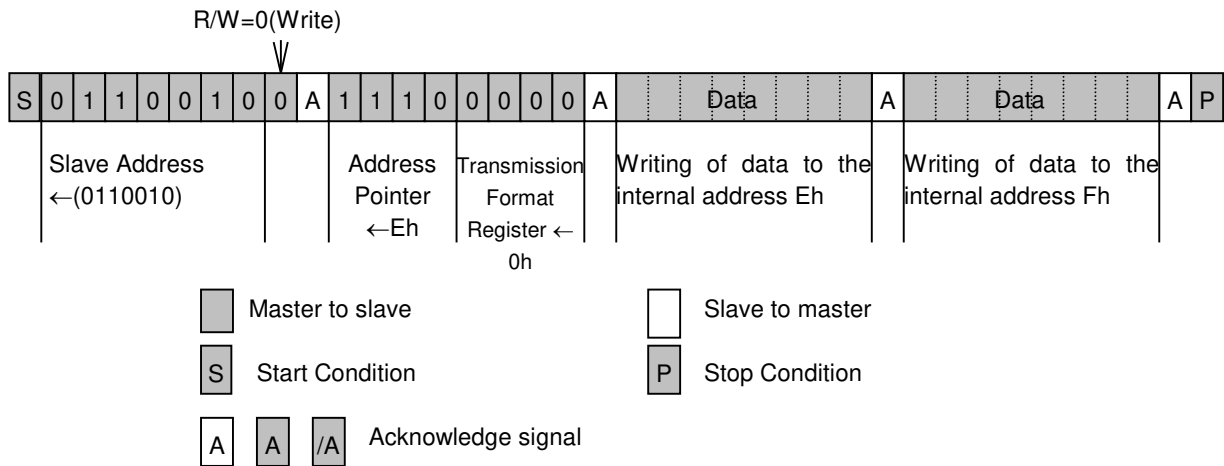 R/W=0(Write)
S 0 1 1 0 0 1 0 0 A 1 1 1 0 0 0 0 0 A Data A Data A P
Slave Address
←(0110010)
Address
Pointer
←Eh
Transmission
Format
Register ←
0h
Writing of data to the
internal address Eh
Writing of data to the
internal address Fh
Master to slave
Slave to master
S Start Condition
P Stop Condition
A A /A Acknowledge signal